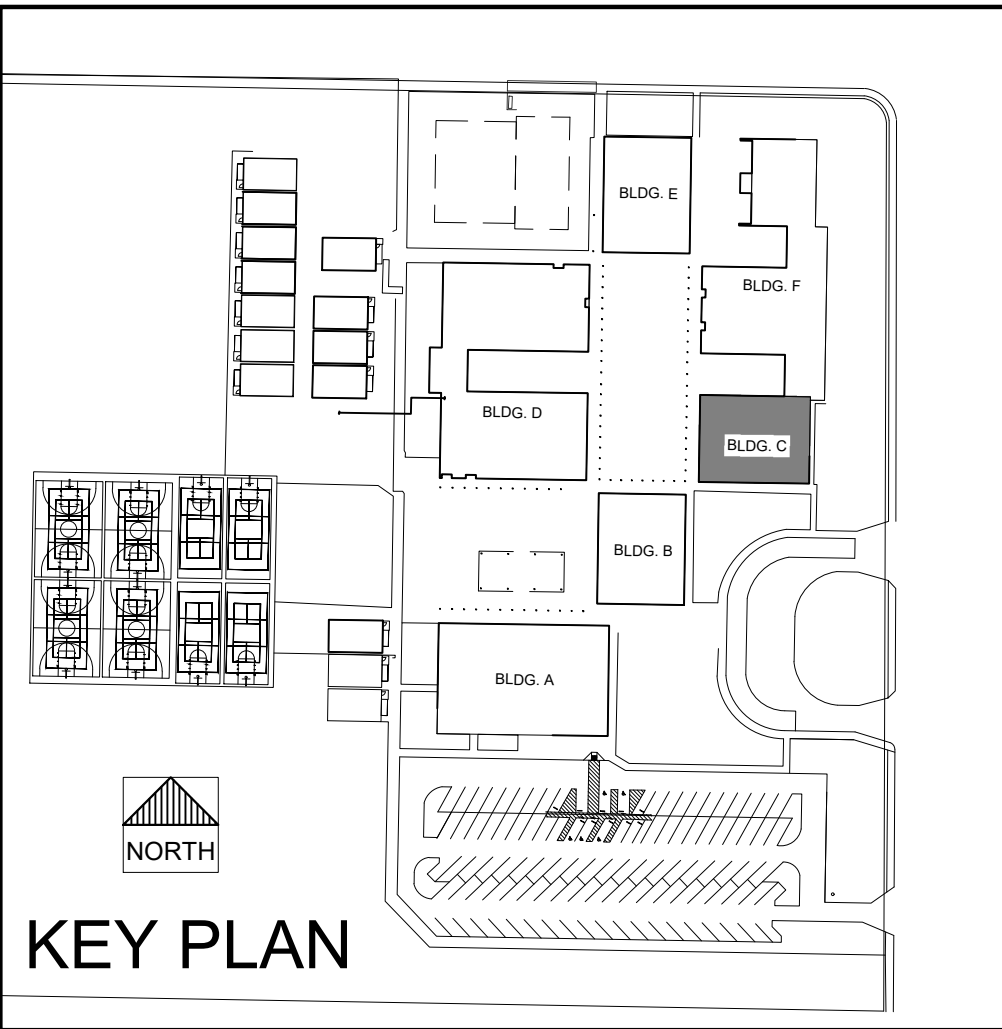 BLDG. E
BLDG. F
BLDG. D
BLDG. C
BLDG. B
BLDG. A
NORTH
KEY PLAN